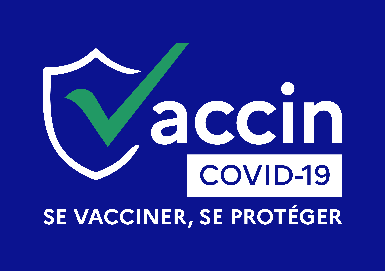 Vaccin
COVID-19
SE VACCINER, SE PROTÉGER